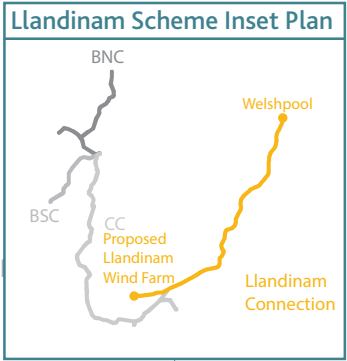 Llandinam Scheme Inset Plan
BNC
Welshpool
BSC
CC
Proposed
Llandinam
Wind Farm
Llandinam
Connection